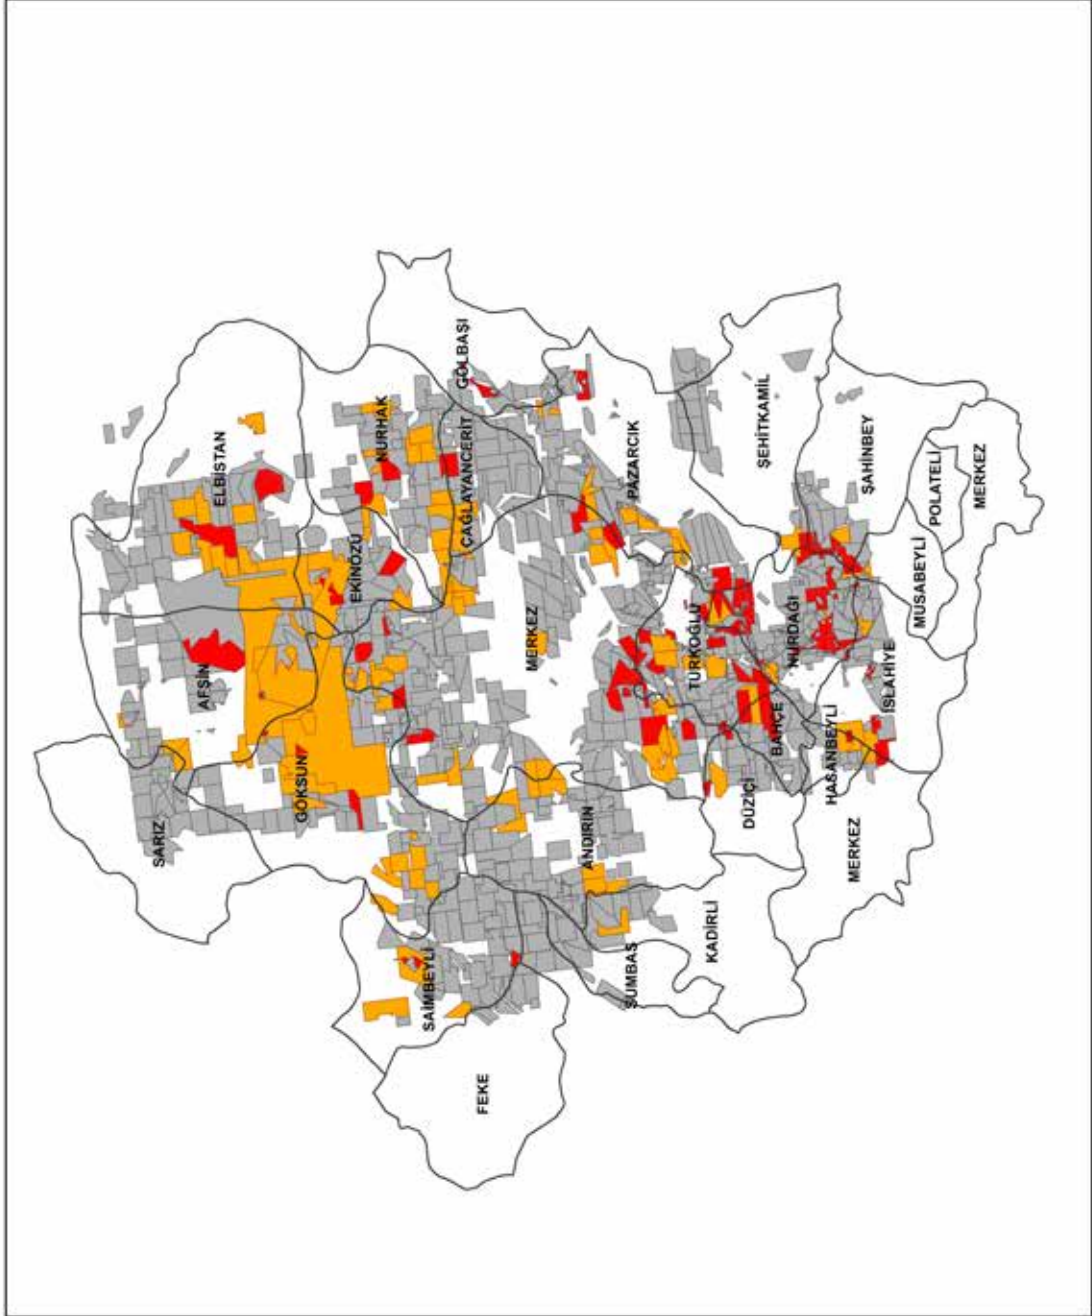 SARIZ
AFŞİN
ELBİSTAN
GÖKSUN
EKİNÖZÜ
NURHAK
SAİMBEYLİ
ÇAĞLAYANCERİT
GÖLBAŞI
FEKE
MERKEZ
ANDIRIN
SUMBAS
PAZARCIK
KADİRLİ
TÜRKOĞLU
DÜZİÇİ
BAHÇE
NURDAĞI
ŞEHİTKAMİL
HASANBEYLİ
MERKEZ
İSLAHİYE
ŞAHİNBEY
MUSABEYLİ
POLATELİ
MERKEZ